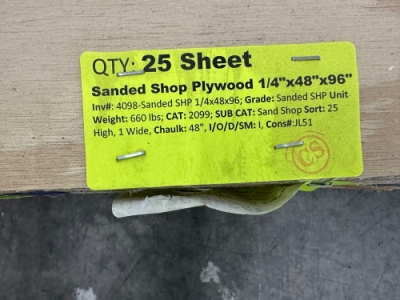 QTY: 25 Sheet
Sanded Shop Plywood 1/4"x48"x96"
Inv#: 4098-Sanded SHP 1/4x48x96; Grade: Sanded SHP Unit
Weight: 660 lbs; CAT: 2099; SUB CAT: Sand Shop Sort: 25
High, 1 Wide, Chaulk: 48", I/O/D/SM: I, Cons#:JL51
CS